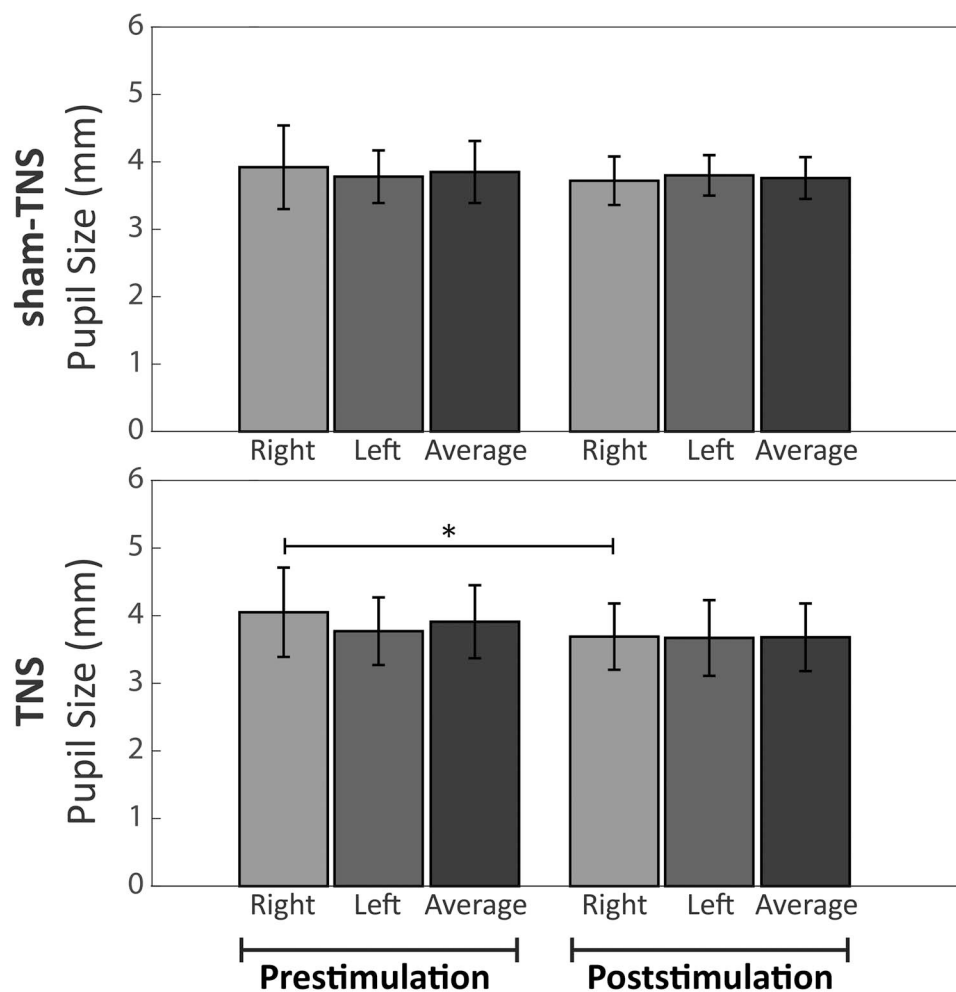 sham-TNS
Pupil Size (mm)
6
5
4
3
2
1
0
Right Left Average Right Left Average
TNS
Pupil Size (mm)
6
5
4
3
2
1
0
*
Right Left Average Right Left Average
Prestimulation Poststimulation